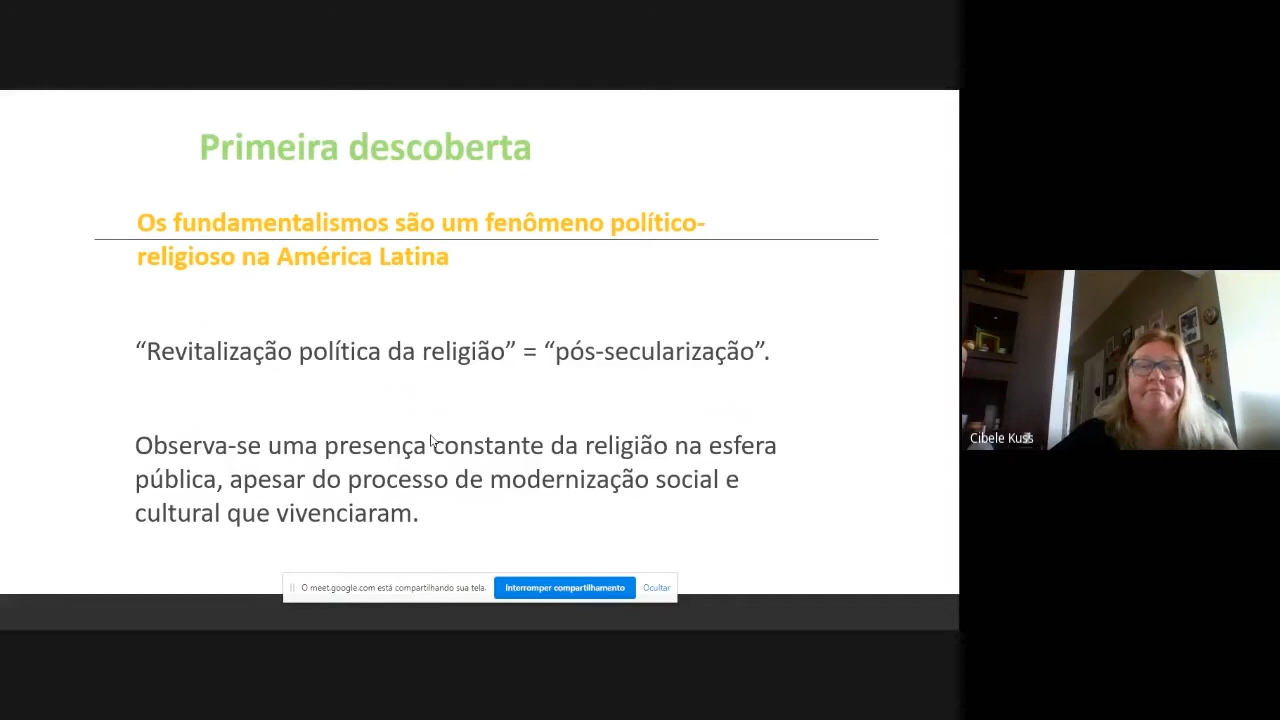 Primeira descoberta
Os fundamentalismos são um fenômeno político-
religioso na América Latina
“Revitalização política da religião” = “pós-secularização”.
Observa-se uma presença constante da religião na esfera
pública, apesar do processo de modernização social e
cultural que vivenciaram.
O meet.google.com está compartilhando sua tela. Interromper compartilhamento Ocultar
Cibele Kuss